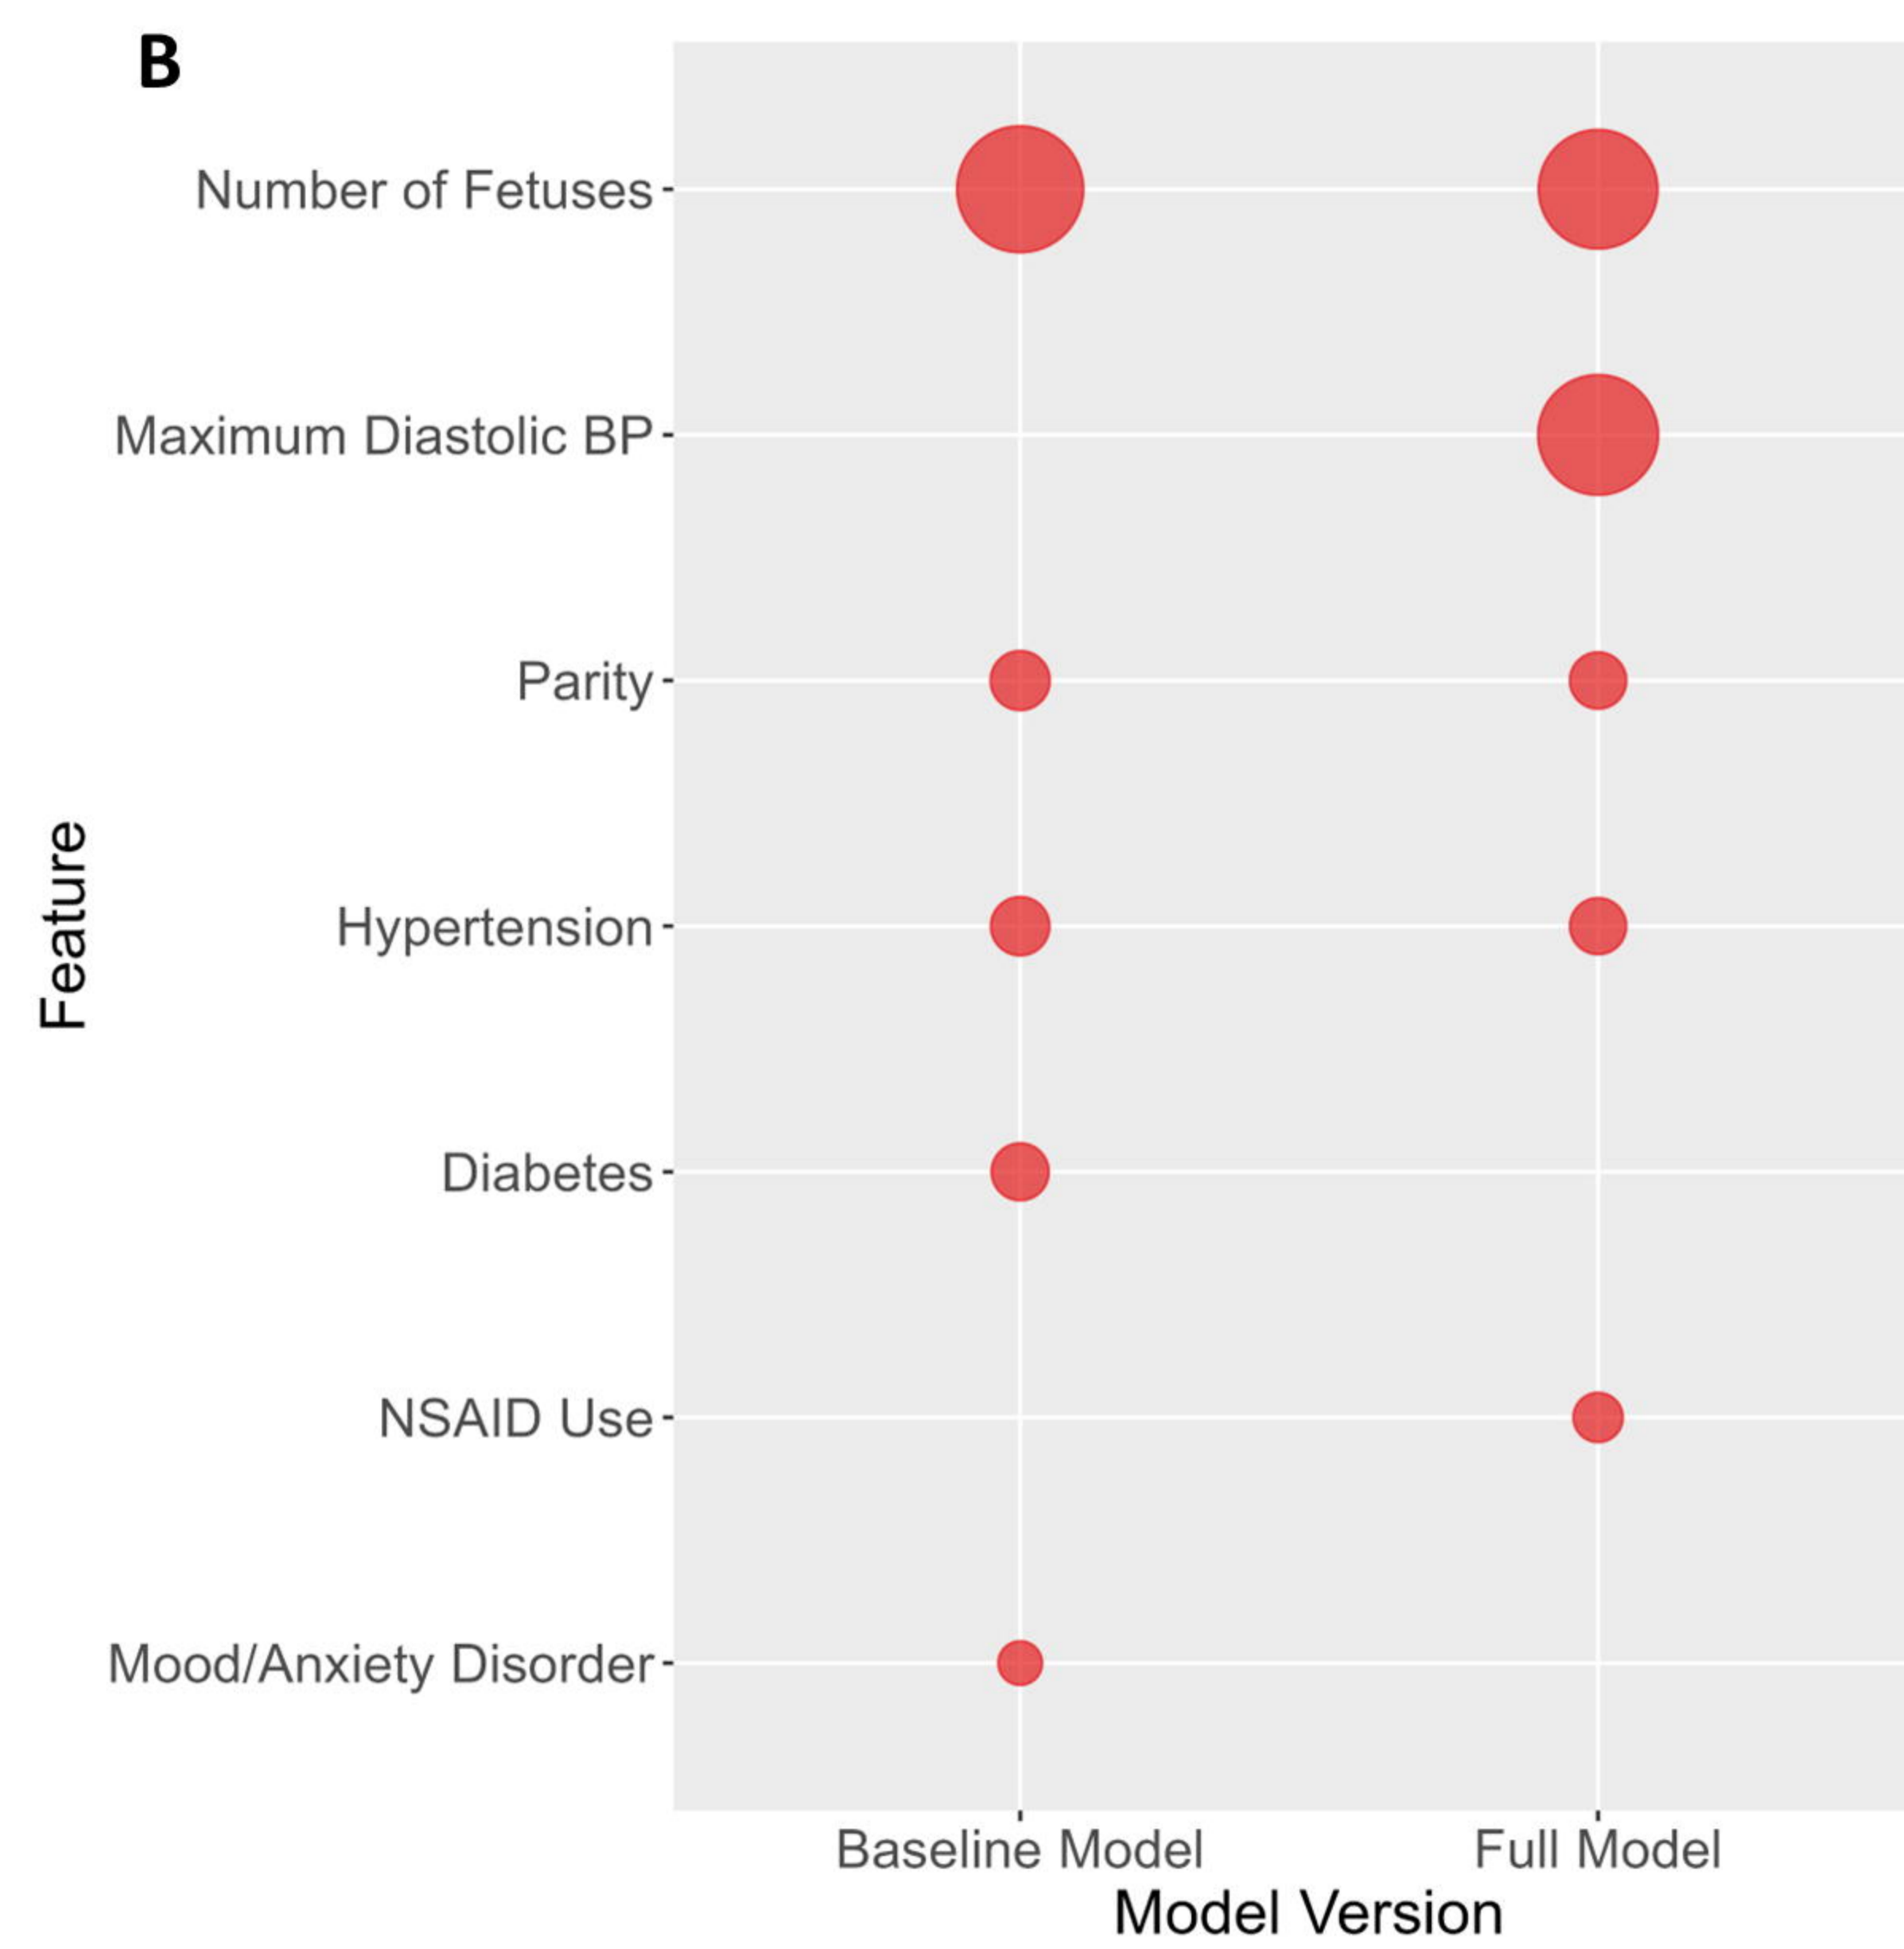 B
Number of Fetuses
Maximum Diastolic BP
Parity
Hypertension
Feature
Diabetes
NSAID Use
Mood/Anxiety Disorder
Baseline Model Full Model
Model Version